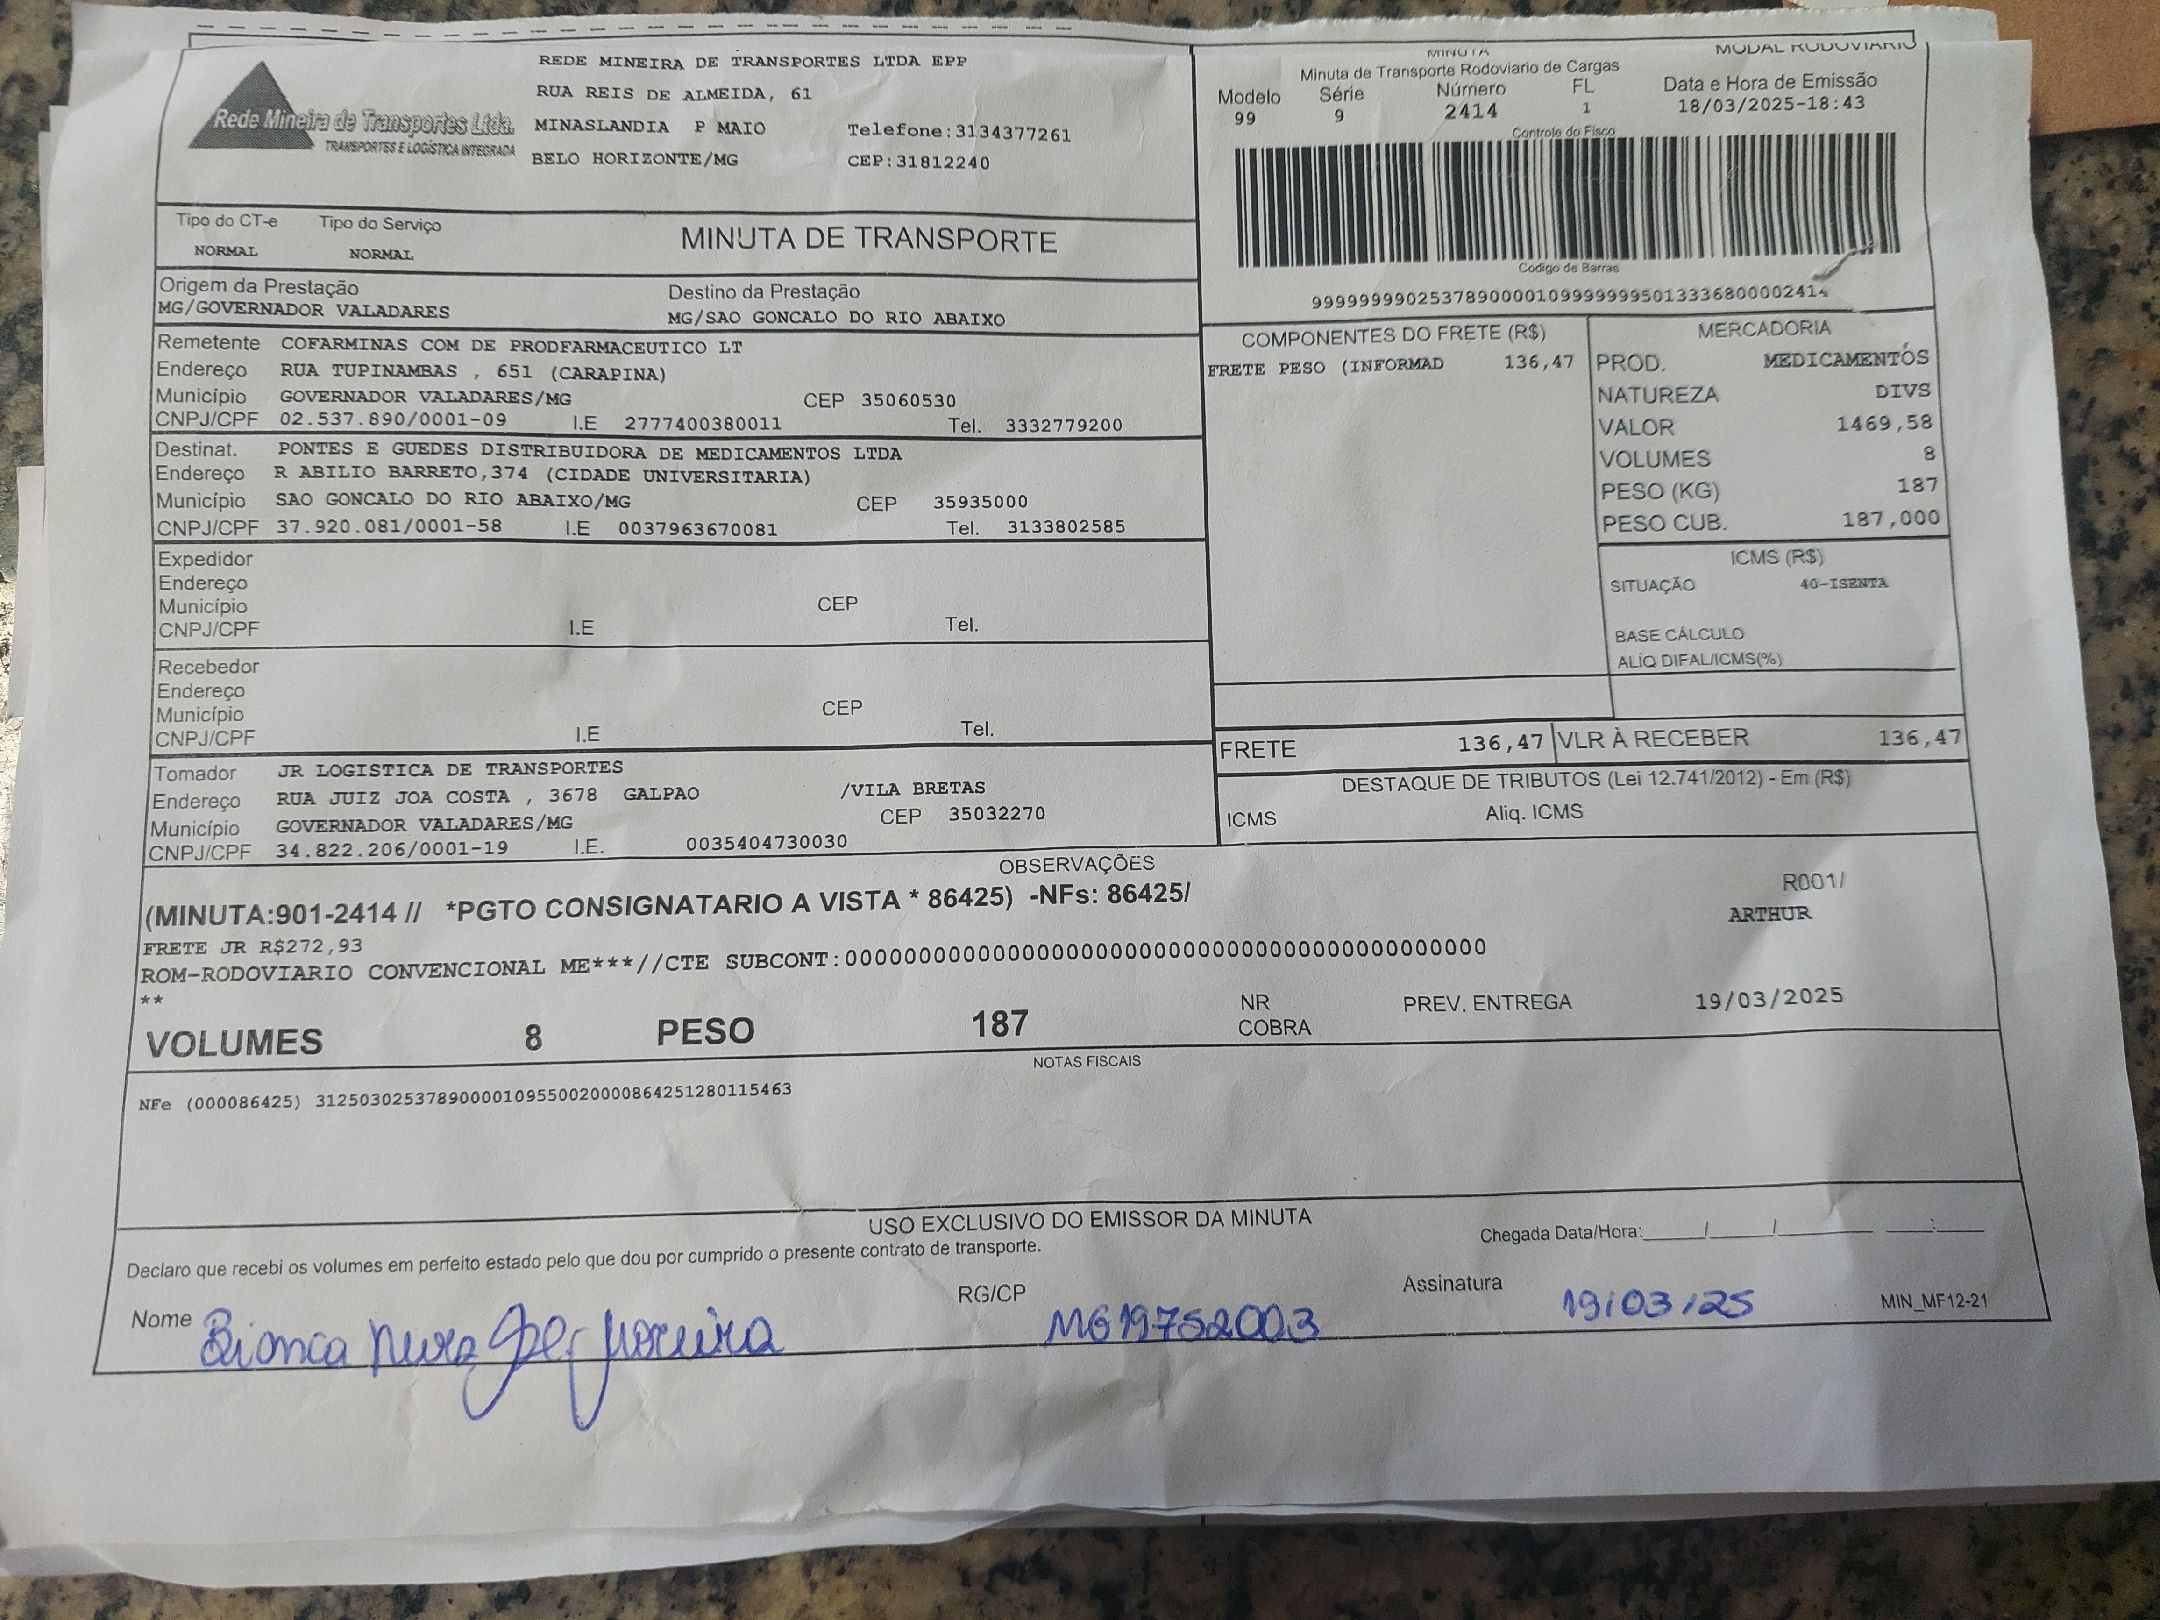 REDE MINEIRA DE TRANSPORTES LTDA EPP
RUA REIS DE ALMEIDA, 61
MINASLANDIA P MAIO Telefone:3134377261
BELO HORIZONTE/MG CEP:31812240
Rede Mineira de Transportes Ltda.
TRANSPORTES E LOGÍSTICA INTEGRADA
MINUTA MODAL RODOVIARIO
Minuta de Transporte Rodoviario de Cargas
Modelo Série Número FL Data e Hora de Emissão
99 9 2414 1 18/03/2025-18:43
Controle do Fisco
Codigo de Barras
Tipo do CT-e Tipo do Serviço
NORMAL NORMAL
MINUTA DE TRANSPORTE
Origem da Prestação Destino da Prestação
MG/GOVERNADOR VALADARES MG/SAO GONCALO DO RIO ABAIXO
Remetente COFARMINAS COM DE PRODFARMACEUTICO LT
Endereço RUA TUPINAMBAS , 651 (CARAPINA)
Município GOVERNADOR VALADARES/MG CEP 35060530
CNPJ/CPF 02.537.890/0001-09 I.E 2777400380011 Tel. 3332779200
Destinat. PONTES E GUEDES DISTRIBUIDORA DE MEDICAMENTOS LTDA
Endereço R ABILIO BARRETO,374 (CIDADE UNIVERSITARIA)
Município SAO GONCALO DO RIO ABAIXO/MG CEP 35935000
CNPJ/CPF 37.920.081/0001-58 I.E 0037963670081 Tel. 3133802585
Expedidor
Endereço
Município CEP
CNPJ/CPF I.E Tel.
Recebedor
Endereço
Município CEP
CNPJ/CPF I.E Tel.
Tomador JR LOGISTICA DE TRANSPORTES
Endereço RUA JUIZ JOA COSTA , 3678 GALPAO /VILA BRETAS
Município GOVERNADOR VALADARES/MG CEP 35032270
CNPJ/CPF 34.822.206/0001-19 I.E. 0035404730030
COMPONENTES DO FRETE (R$)
FRETE PESO (INFORMAD 136,47
MERCADORIA
PROD. MEDICAMENTOS
NATUREZA DIVS
VALOR 1469,58
VOLUMES 8
PESO (KG) 187
PESO CUB. 187,000
ICMS (R$)
SITUAÇÃO 40-ISENTA
BASE CÁLCULO
ALÍQ DIFAL/ICMS(%)
FRETE 136,47 VLR À RECEBER 136,47
DESTAQUE DE TRIBUTOS (Lei 12.741/2012) - Em (R$)
ICMS Aliq. ICMS
OBSERVAÇÕES
(MINUTA:901-2414 // *PGTO CONSIGNATARIO A VISTA * 86425) -NFs: 86425/ R001/
ARTHUR
FRETE JR R$272,93
ROM-RODOVIARIO CONVENCIONAL ME***//CTE SUBCONT:
**
VOLUMES 8 PESO 187 NR COBRA PREV. ENTREGA 19/03/2025
NOTAS FISCAIS
NFe (000086425) 31250302537890000109550020000864251280115463
USO EXCLUSIVO DO EMISSOR DA MINUTA
Declaro que recebi os volumes em perfeito estado pelo que dou por cumprido o presente contrato de transporte. Chegada Data/Hora:____/____/____ ___:___
Nome Bianca RG/CP MG19752003 Assinatura 19/03/25 MIN_MF12-21